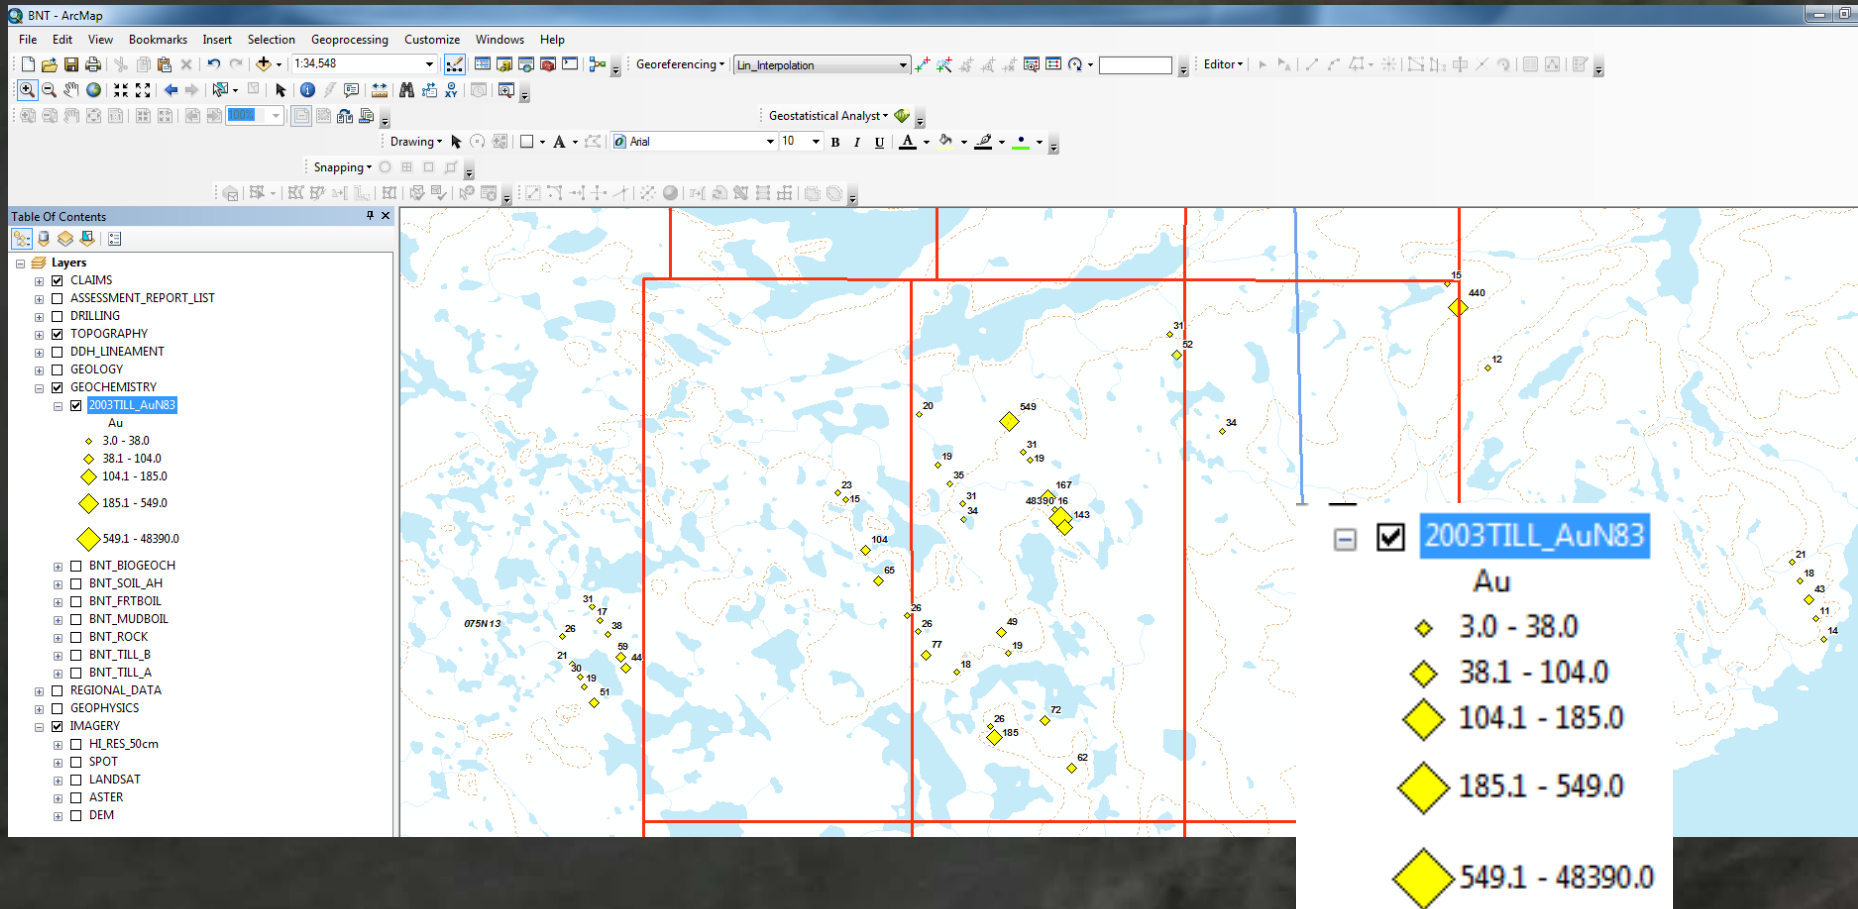 BNT - ArcMap
File Edit View Bookmarks Insert Selection Geoprocessing Customize Windows Help
1:34,548 Georeferencing Lin_Interpolation Editor
100% Geostatistical Analyst
Drawing A Arial 10 B I U A
Snapping
Table Of Contents
Layers
CLAIMS
ASSESSMENT_REPORT_LIST
DRILLING
TOPOGRAPHY
DDH_LINEAMENT
GEOLOGY
GEOCHEMISTRY
2003TILL_AuN83
Au
3.0 - 38.0
38.1 - 104.0
104.1 - 185.0
185.1 - 549.0
549.1 - 48390.0
BNT_BIOGEOCH
BNT_SOIL_AH
BNT_FRTBOIL
BNT_MUDBOIL
BNT_ROCK
BNT_TILL_B
BNT_TILL_A
REGIONAL_DATA
GEOPHYSICS
IMAGERY
HI_RES_50cm
SPOT
LANDSAT
ASTER
DEM
15
440
31
52
12
20
549
34
31
19
19
35
23
15
31
34
167
48390 16
143
104
65
26
26
77
18
49
19
26
185
72
62
075N13
31
17
26
38
59
44
21
30
19
51
21
18
43
11
14
2003TILL_AuN83
Au
3.0 - 38.0
38.1 - 104.0
104.1 - 185.0
185.1 - 549.0
549.1 - 48390.0